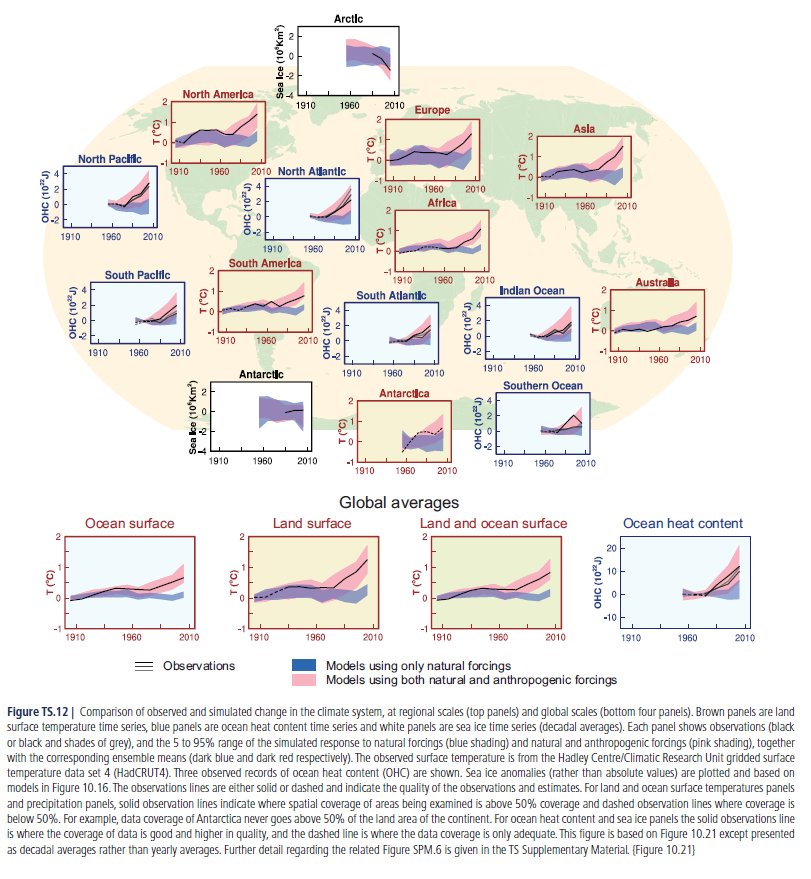 Arctic
Sea Ice (10⁶Km²)
2
0
-2
-4
1910
1960
2010
North America
T (°C)
2
1
0
-1
1910
1960
2010
Europe
T (°C)
2
1
0
-1
1910
1960
2010
Asia
T (°C)
2
1
0
-1
1910
1960
2010
North Pacific
OHC (10²²J)
4
2
0
-2
1910
1960
2010
North Atlantic
OHC (10²²J)
4
2
0
-2
1910
1960
2010
Africa
T (°C)
2
1
0
-1
1910
1960
2010
South Pacific
OHC (10²²J)
4
2
0
-2
1910
1960
2010
South America
T (°C)
2
1
0
-1
1910
1960
2010
South Atlantic
OHC (10²²J)
4
2
0
-2
1910
1960
2010
Indian Ocean
OHC (10²²J)
4
2
0
-2
1910
1960
2010
Australia
T (°C)
2
1
0
-1
1910
1960
2010
Antarctic
Sea Ice (10⁶Km²)
2
0
-2
-4
1910
1960
2010
Antarctica
T (°C)
2
1
0
-1
1910
1960
2010
Southern Ocean
OHC (10²²J)
4
2
0
-2
1910
1960
2010
Global averages
Ocean surface
T (°C)
2
1
0
-1
1910
1960
2010
Land surface
T (°C)
2
1
0
-1
1910
1960
2010
Land and ocean surface
T (°C)
2
1
0
-1
1910
1960
2010
Ocean heat content
OHC (10²²J)
20
10
0
-10
1910
1960
2010
Observations
Models using only natural forcings
Models using both natural and anthropogenic forcings
Figure TS.12 | Comparison of observed and simulated change in the climate system, at regional scales (top panels) and global scales (bottom four panels). Brown panels are land
surface temperature time series, blue panels are ocean heat content time series and white panels are sea ice time series (decadal averages). Each panel shows observations (black
or black and shades of grey), and the 5 to 95% range of the simulated response to natural forcings (blue shading) and natural and anthropogenic forcings (pink shading), together
with the corresponding ensemble means (dark blue and dark red respectively). The observed surface temperature is from the Hadley Centre/Climatic Research Unit gridded surface
temperature data set 4 (HadCRUT4). Three observed records of ocean heat content (OHC) are shown. Sea ice anomalies (rather than absolute values) are plotted and based on
models in Figure 10.16. The observations lines are either solid or dashed and indicate the quality of the observations and estimates. For land and ocean surface temperatures panels
and precipitation panels, solid observation lines indicate where spatial coverage of areas being examined is above 50% coverage and dashed observation lines where coverage is
below 50%. For example, data coverage of Antarctica never goes above 50% of the land area of the continent. For ocean heat content and sea ice panels the solid observations line
is where the coverage of data is good and higher in quality, and the dashed line is where the data coverage is only adequate. This figure is based on Figure 10.21 except presented
as decadal averages rather than yearly averages. Further detail regarding the related Figure SPM.6 is given in the TS Supplementary Material. {Figure 10.21}